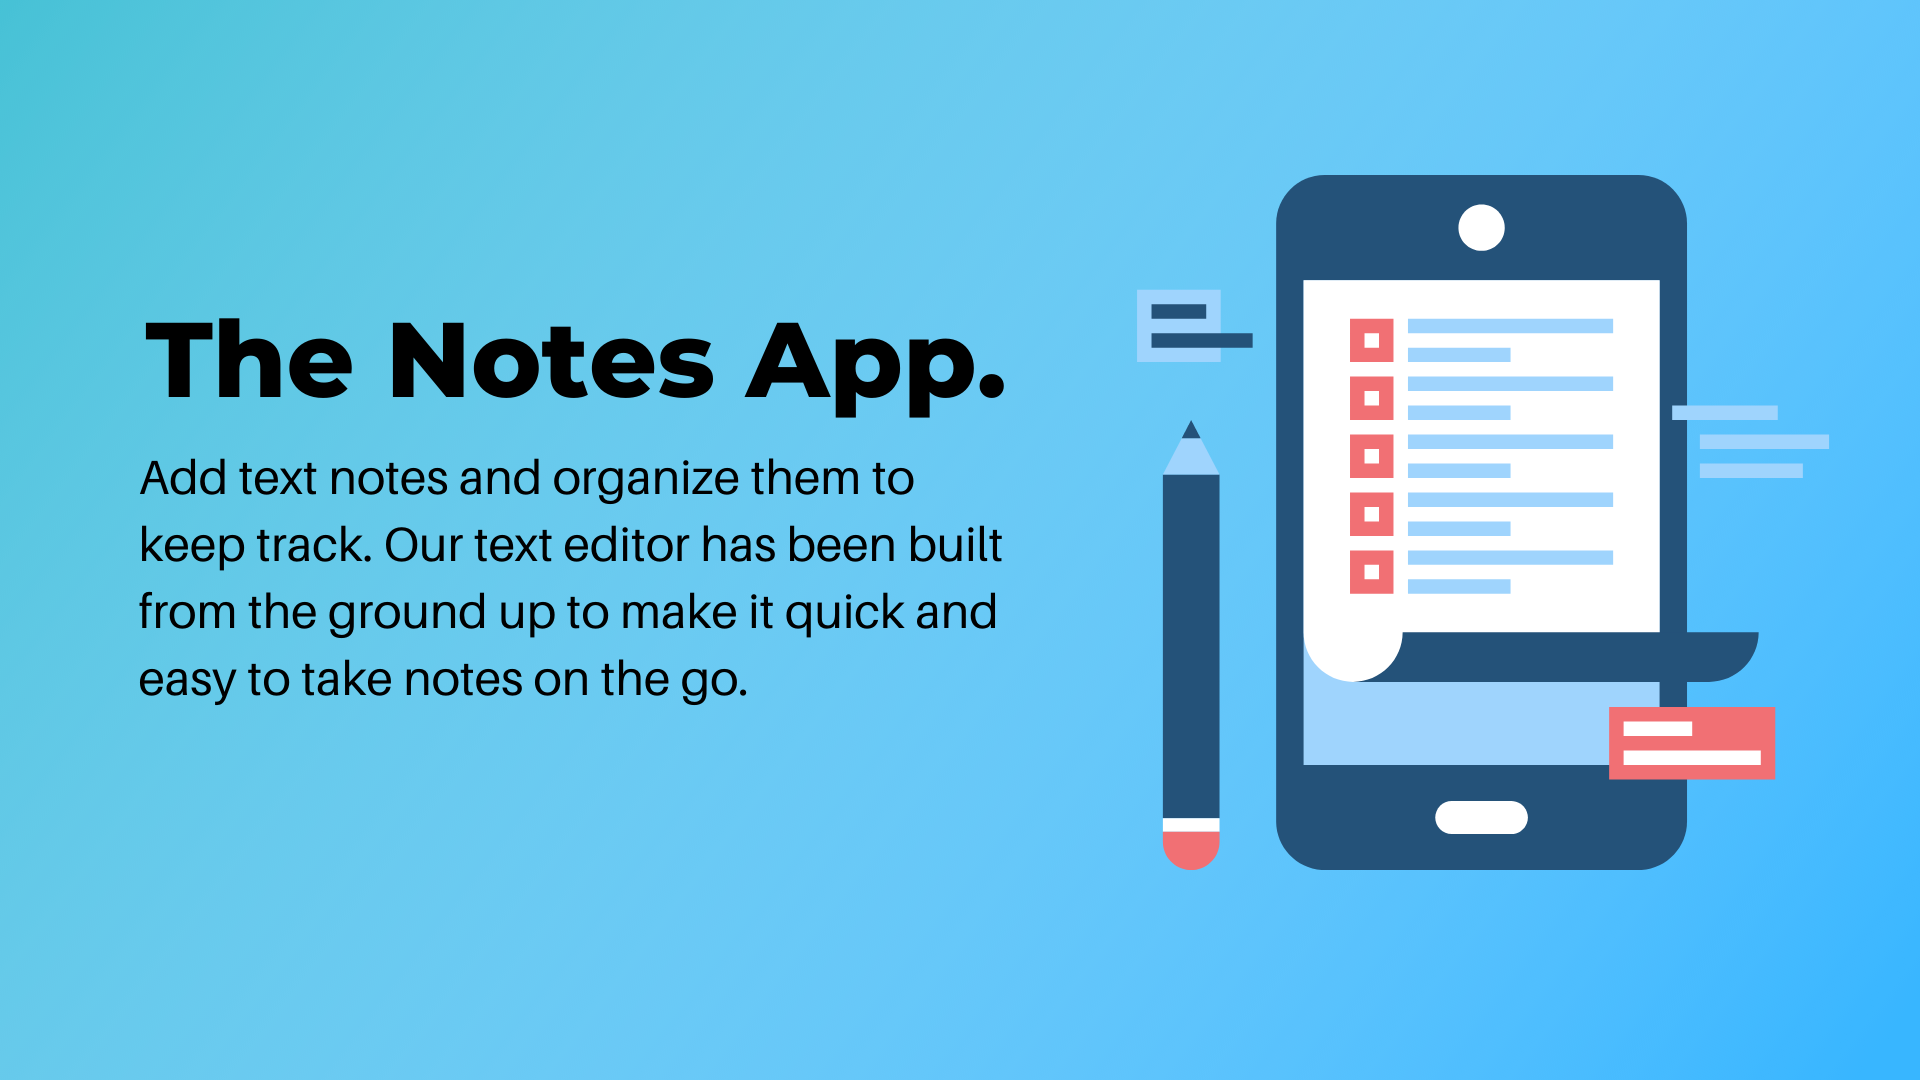 The Notes App.
Add text notes and organize them to
keep track. Our text editor has been built
from the ground up to make it quick and
easy to take notes on the go.